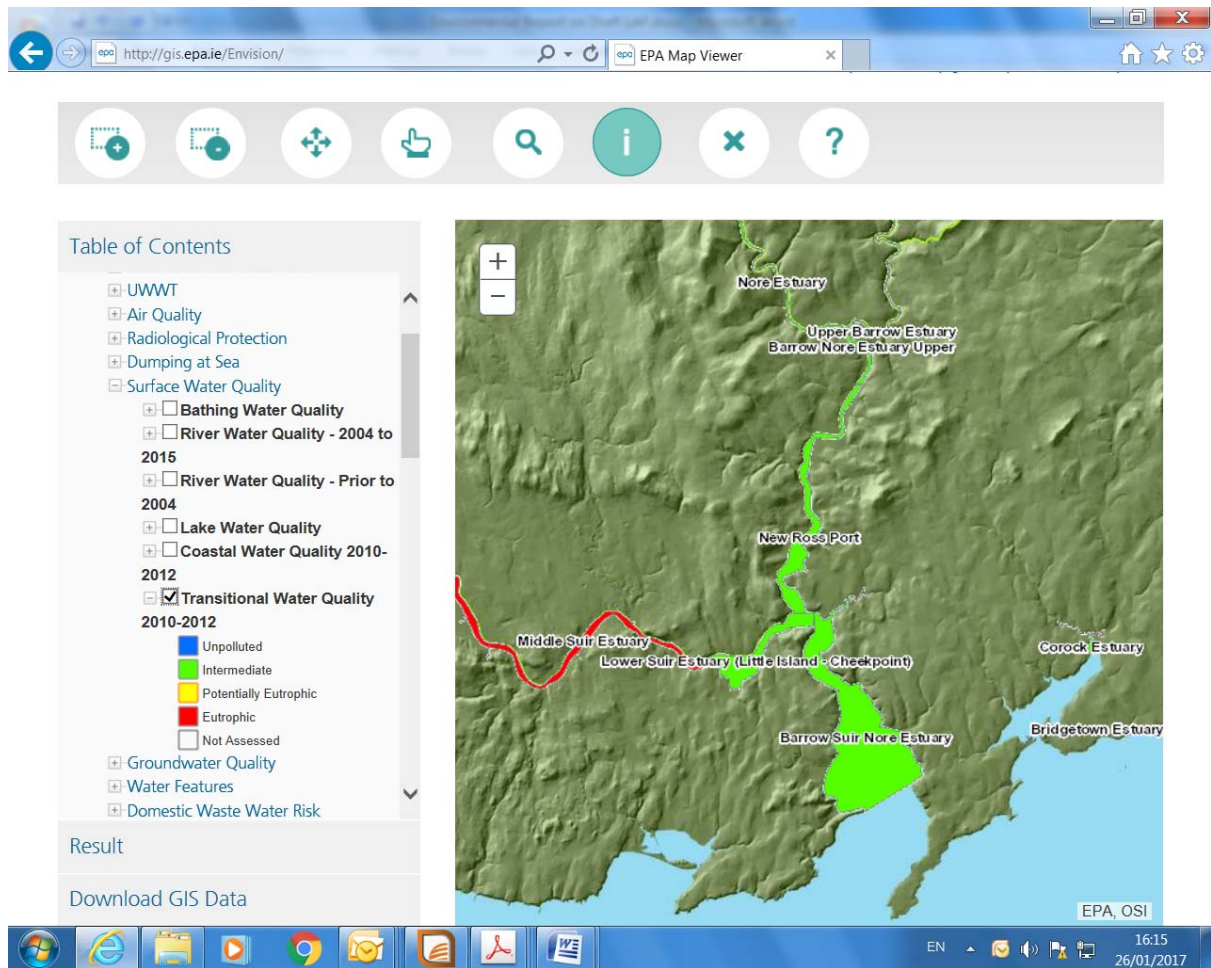 epa http://gis.epa.ie/Envision/
epa EPA Map Viewer
i
?
Table of Contents
UWWT
Air Quality
Radiological Protection
Dumping at Sea
Surface Water Quality
Bathing Water Quality
River Water Quality - 2004 to
2015
River Water Quality - Prior to
2004
Lake Water Quality
Coastal Water Quality 2010-
2012
Transitional Water Quality
2010-2012
Unpolluted
Intermediate
Potentially Eutrophic
Eutrophic
Not Assessed
Groundwater Quality
Water Features
Domestic Waste Water Risk
Result
Download GIS Data
+
−
Nore Estuary
Upper Barrow Estuary
Barrow Nore Estuary Upper
New Ross Port
Middle Suir Estuary
Lower Suir Estuary (Little Island - Cheekpoint)
Corock Estuary
Bridgetown Estuary
Barrow Suir Nore Estuary
EPA, OSI
EN
16:15
26/01/2017